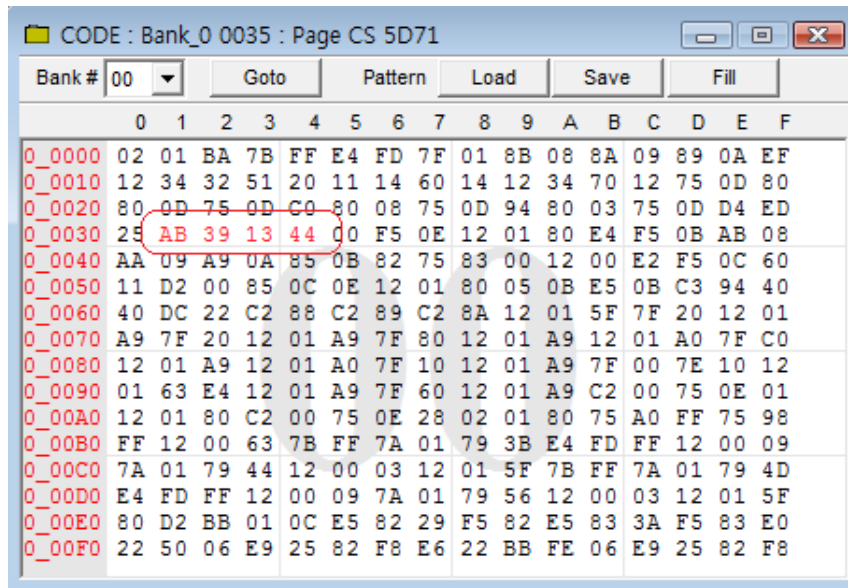 CODE : Bank_0 0035 : Page CS 5D71
Bank # 00 Goto Pattern Load Save Fill
0 1 2 3 4 5 6 7 8 9 A B C D E F
0_0000 02 01 BA 7B FF E4 FD 7F 01 8B 08 8A 09 89 0A EF
0_0010 12 34 32 51 20 11 14 60 14 12 34 70 12 75 0D 80
0_0020 80 0D 75 0D C0 80 08 75 0D 94 80 03 75 0D D4 ED
0_0030 25 AB 39 13 44 00 F5 0E 12 01 80 E4 F5 0B AB 08
0_0040 AA 09 A9 0A 85 0B 82 75 83 00 12 00 E2 F5 0C 60
0_0050 11 D2 00 85 0C 0E 12 01 80 05 0B E5 0B C3 94 40
0_0060 40 DC 22 C2 88 C2 89 C2 8A 12 01 5F 7F 20 12 01
0_0070 A9 7F 20 12 01 A9 7F 80 12 01 A9 12 01 A0 7F C0
0_0080 12 01 A9 12 01 A0 7F 10 12 01 A9 7F 00 7E 10 12
0_0090 01 63 E4 12 01 A9 7F 60 12 01 A9 C2 00 75 0E 01
0_00A0 12 01 80 C2 00 75 0E 28 02 01 80 75 A0 FF 75 98
0_00B0 FF 12 00 63 7B FF 7A 01 79 3B E4 FD FF 12 00 09
0_00C0 7A 01 79 44 12 00 03 12 01 5F 7B FF 7A 01 79 4D
0_00D0 E4 FD FF 12 00 09 7A 01 79 56 12 00 03 12 01 5F
0_00E0 80 D2 BB 01 0C E5 82 29 F5 82 E5 83 3A F5 83 E0
0_00F0 22 50 06 E9 25 82 F8 E6 22 BB FE 06 E9 25 82 F8
00